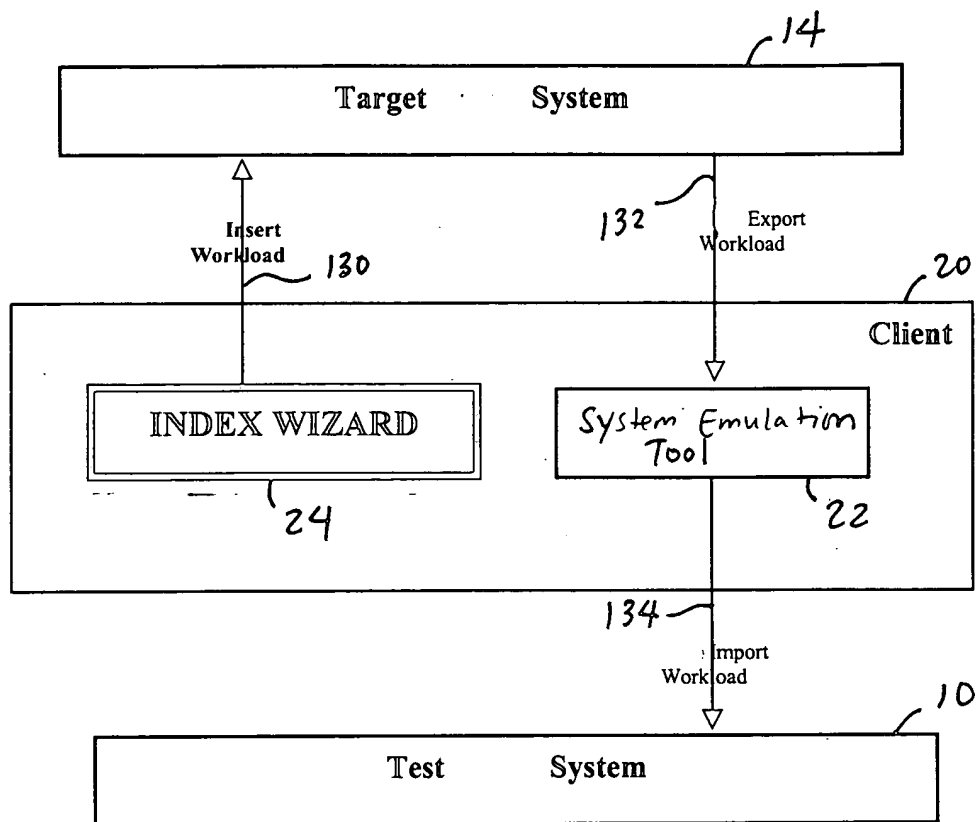 14
Target System
Insert
Workload
130
132
Export
Workload
20
Client
INDEX WIZARD
24
System Emulation
Tool
22
134
Import
Workload
10
Test System